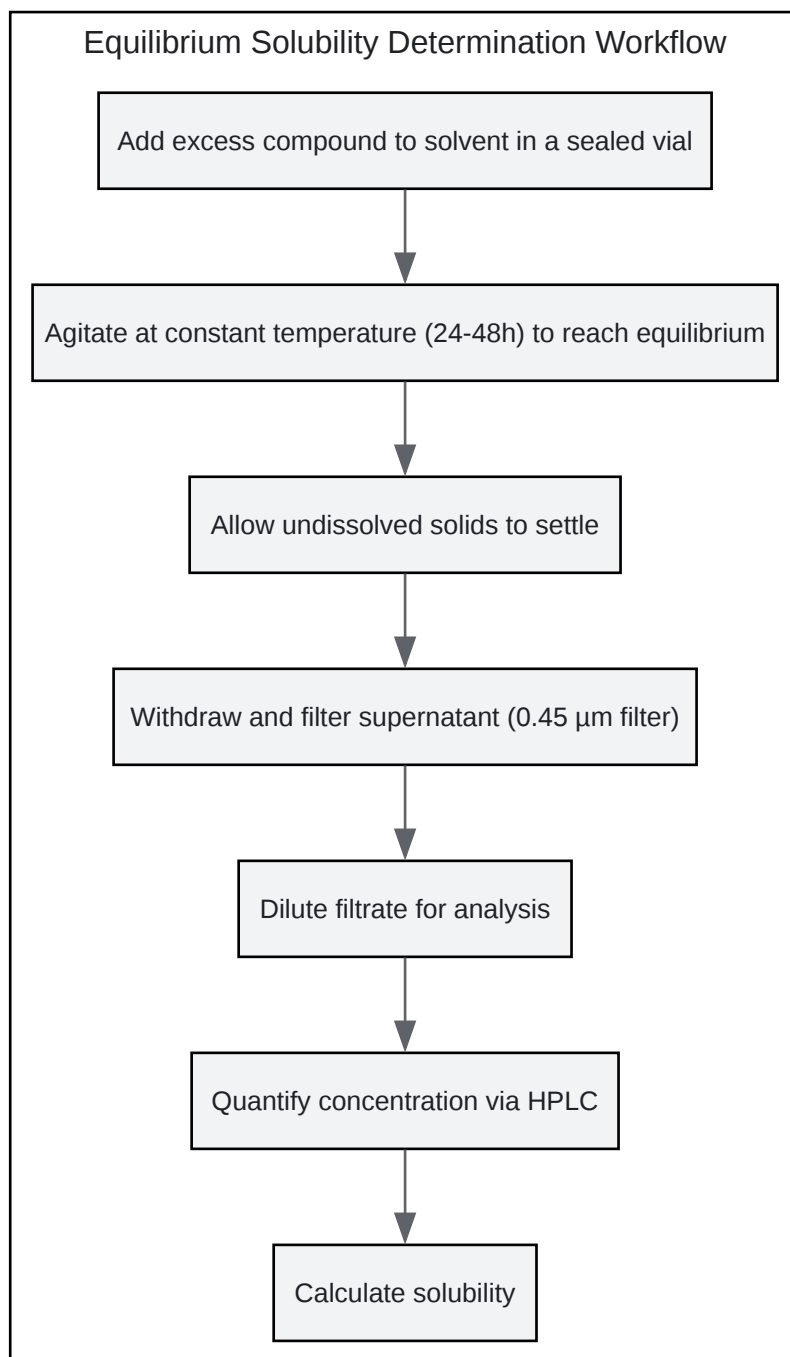 Equilibrium Solubility Determination Workflow
Add excess compound to solvent in a sealed vial
Agitate at constant temperature (24-48h) to reach equilibrium
Allow undissolved solids to settle
Withdraw and filter supernatant (0.45 µm filter)
Dilute filtrate for analysis
Quantify concentration via HPLC
Calculate solubility